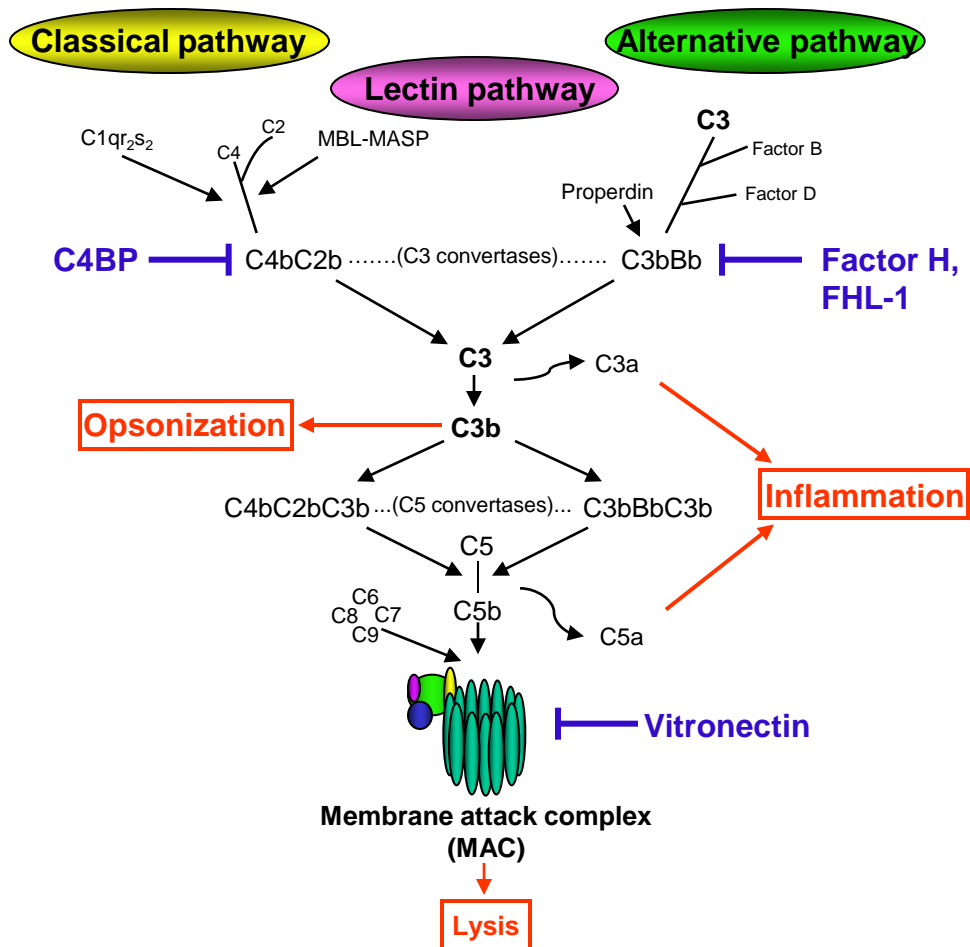 Classical pathway
Alternative pathway
Lectin pathway
C1qr₂s₂
C2
C4
MBL-MASP
C3
Factor B
Factor D
Properdin
C4BP
C4bC2b
.......(C3 convertases).......
C3bBb
Factor H,
FHL-1
C3
C3a
Opsonization
C3b
Inflammation
C4bC2bC3b
...(C5 convertases)...
C3bBbC3b
C5
C6
C8
C7
C9
C5b
C5a
Vitronectin
Membrane attack complex
(MAC)
Lysis